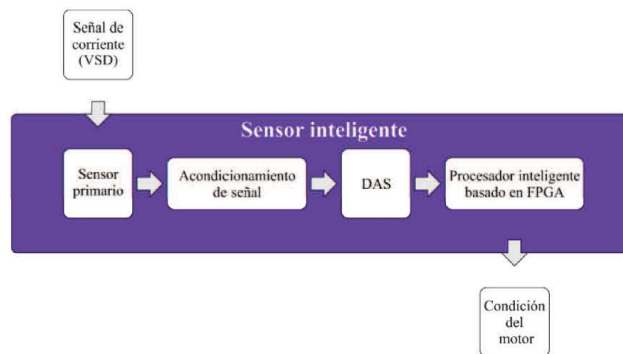 Señal de
corriente
(VSD)
Sensor inteligente
Sensor
primario
Acondicionamiento
de señal
DAS
Procesador inteligente
basado en FPGA
Condición
del
motor